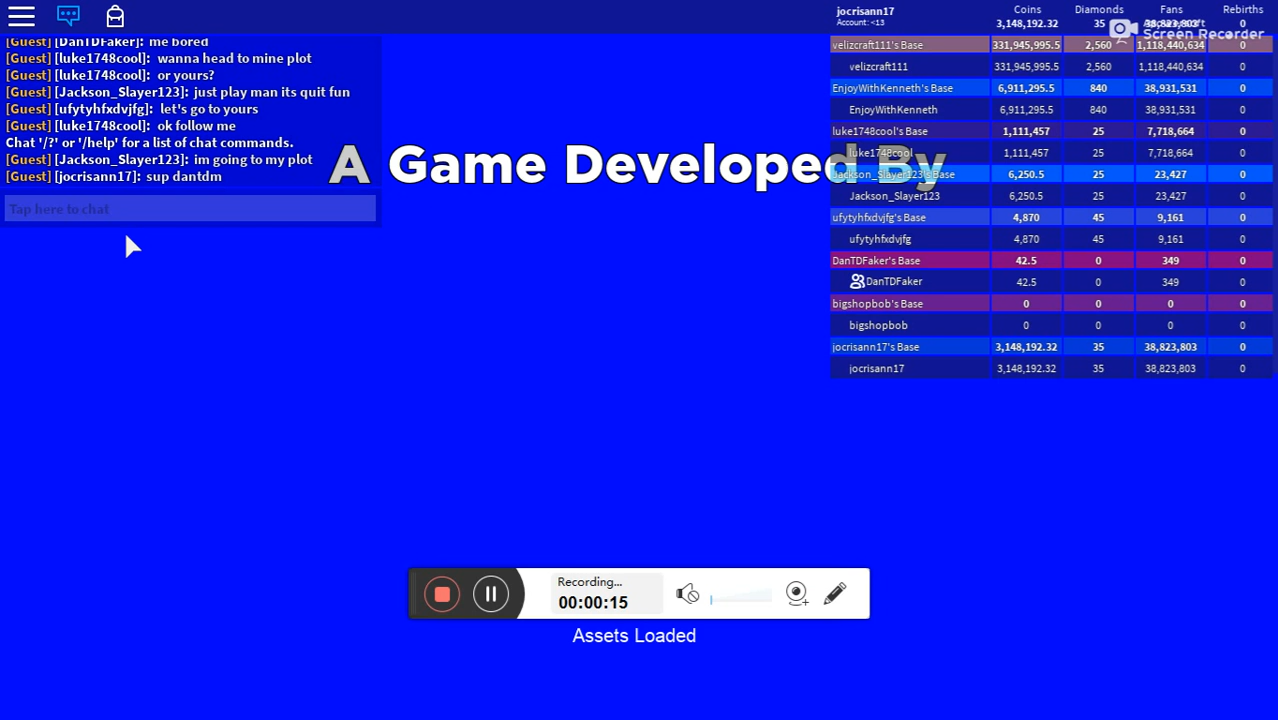 [Guest] [DanTDFaker]: me bored
[Guest] [luke1748cool]: wanna head to mine plot
[Guest] [luke1748cool]: or yours?
[Guest] [Jackson_Slayer123]: just play man its quit fun
[Guest] [ufytyhfxdvjfg]: let's go to yours
[Guest] [luke1748cool]: ok follow me
Chat '/?' or '/help' for a list of chat commands.
[Guest] [Jackson_Slayer123]: im going to my plot
[Guest] [jocrisann17]: sup dantdm
Tap here to chat
A Game Developed By
jocrisann17 Coins Diamonds Fans Rebirths
Account: <13 3,148,192.32 35 38,823,803 0
Screen Recorder
velizcraft111's Base 331,945,995.5 2,560 1,118,440,634 0
velizcraft111 331,945,995.5 2,560 1,118,440,634 0
EnjoyWithKenneth's Base 6,911,295.5 840 38,931,531 0
EnjoyWithKenneth 6,911,295.5 840 38,931,531 0
luke1748cool's Base 1,111,457 25 7,718,664 0
luke1748cool 1,111,457 25 7,718,664 0
Jackson_Slayer123's Base 6,250.5 25 23,427 0
Jackson_Slayer123 6,250.5 25 23,427 0
ufytyhfxdvjfg's Base 4,870 45 9,161 0
ufytyhfxdvjfg 4,870 45 9,161 0
DanTDFaker's Base 42.5 0 349 0
DanTDFaker 42.5 0 349 0
bigshopbob's Base 0 0 0 0
bigshopbob 0 0 0 0
jocrisann17's Base 3,148,192.32 35 38,823,803 0
jocrisann17 3,148,192.32 35 38,823,803 0
Recording...
00:00:15
Assets Loaded